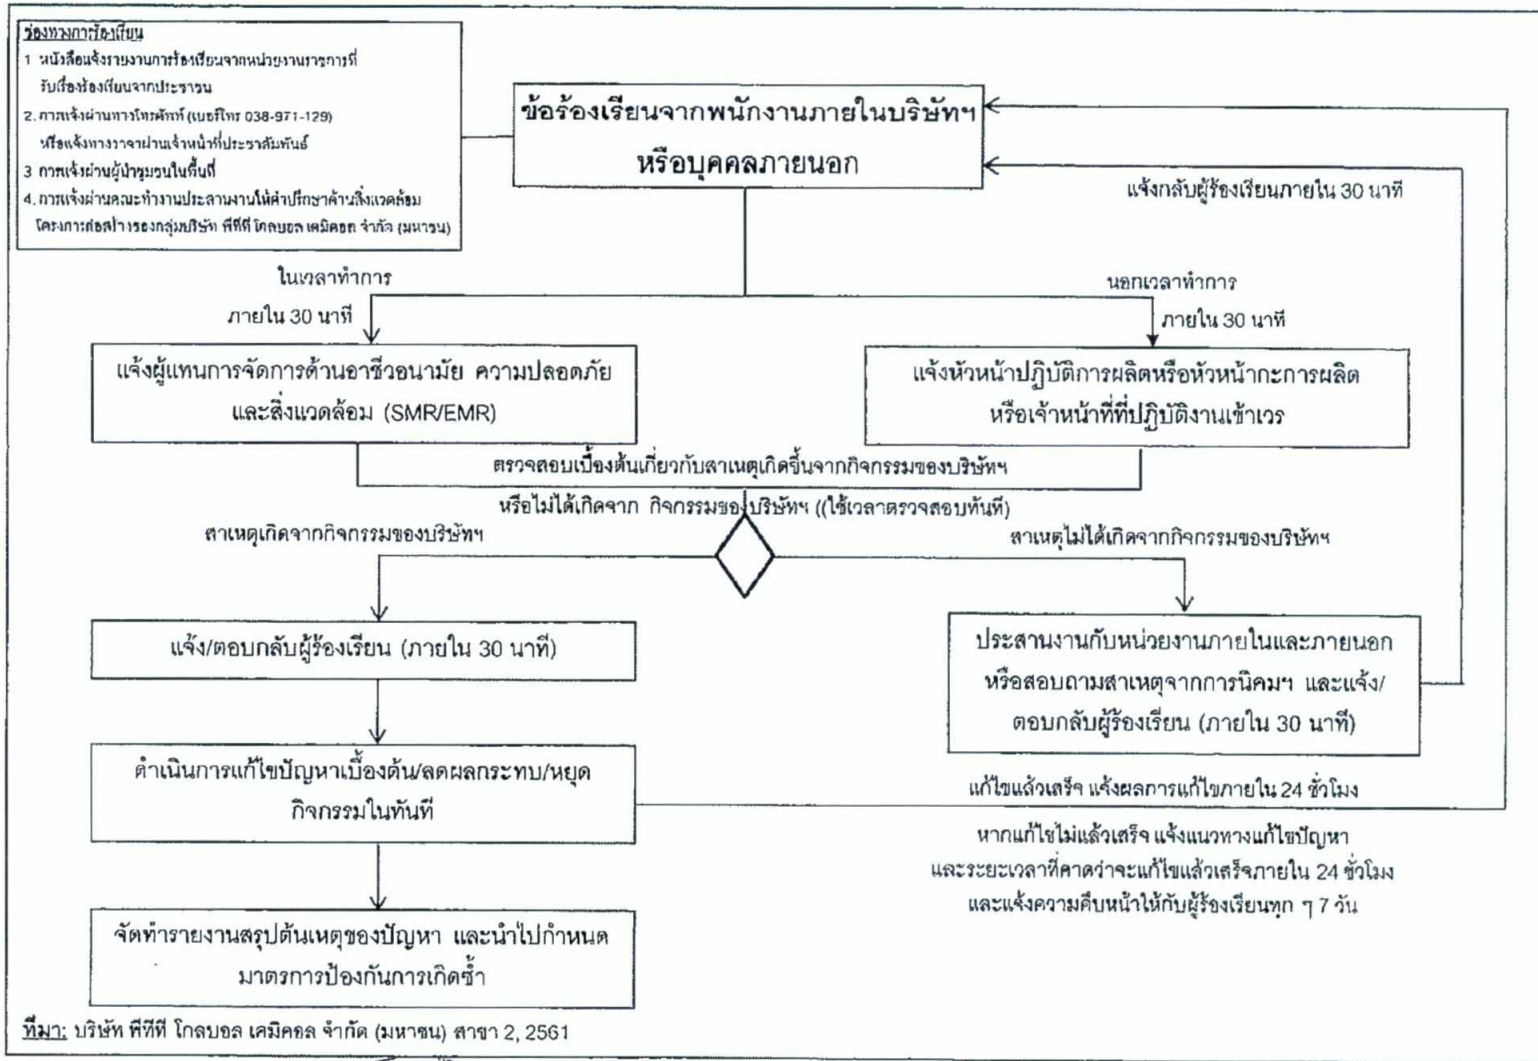 ช่องทางการร้องเรียน
1 หนังสือแจ้งรายงานการร้องเรียนจากหน่วยงานราชการที่
รับเรื่องร้องเรียนจากประชาชน
2. การแจ้งผ่านทางโทรศัพท์ (เบอร์โทร 038-971-129)
หรือแจ้งทางวาจาผ่านเจ้าหน้าที่ประชาสัมพันธ์
3 การแจ้งผ่านผู้นำชุมชนในพื้นที่
4. การแจ้งผ่านคณะทำงานประสานงานให้คำปรึกษาด้านสิ่งแวดล้อม
โครงการก่อสร้างของกลุ่มบริษัท พีทีที โกลบอล เคมิคอล จำกัด (มหาชน)
ข้อร้องเรียนจากพนักงานภายในบริษัทฯ
หรือบุคคลภายนอก
แจ้งกลับผู้ร้องเรียนภายใน 30 นาที
ในเวลาทำการ
นอกเวลาทำการ
ภายใน 30 นาที
ภายใน 30 นาที
แจ้งผู้แทนการจัดการด้านอาชีวอนามัย ความปลอดภัย
และสิ่งแวดล้อม (SMR/EMR)
แจ้งหัวหน้าปฏิบัติการผลิตหรือหัวหน้ากะการผลิต
หรือเจ้าหน้าที่ที่ปฏิบัติงานเข้าเวร
ตรวจสอบเบื้องต้นเกี่ยวกับสาเหตุเกิดขึ้นจากกิจกรรมของบริษัทฯ
หรือไม่ได้เกิดจาก กิจกรรมของบริษัทฯ ((ใช้เวลาตรวจสอบทันที)
สาเหตุเกิดจากกิจกรรมของบริษัทฯ
สาเหตุไม่ได้เกิดจากกิจกรรมของบริษัทฯ
แจ้ง/ตอบกลับผู้ร้องเรียน (ภายใน 30 นาที)
ประสานงานกับหน่วยงานภายในและภายนอก
หรือสอบถามสาเหตุจากการนิคมฯ และแจ้ง/
ตอบกลับผู้ร้องเรียน (ภายใน 30 นาที)
ดำเนินการแก้ไขปัญหาเบื้องต้น/ลดผลกระทบ/หยุด
กิจกรรมในทันที
แก้ไขแล้วเสร็จ แจ้งผลการแก้ไขภายใน 24 ชั่วโมง
หากแก้ไขไม่แล้วเสร็จ แจ้งแนวทางแก้ไขปัญหา
และระยะเวลาที่คาดว่าจะแก้ไขแล้วเสร็จภายใน 24 ชั่วโมง
และแจ้งความคืบหน้าให้กับผู้ร้องเรียนทุก ๆ 7 วัน
จัดทำรายงานสรุปต้นเหตุของปัญหา และนำไปกำหนด
มาตรการป้องกันการเกิดซ้ำ
ที่มา: บริษัท พีทีที โกลบอล เคมิคอล จำกัด (มหาชน) สาขา 2, 2561